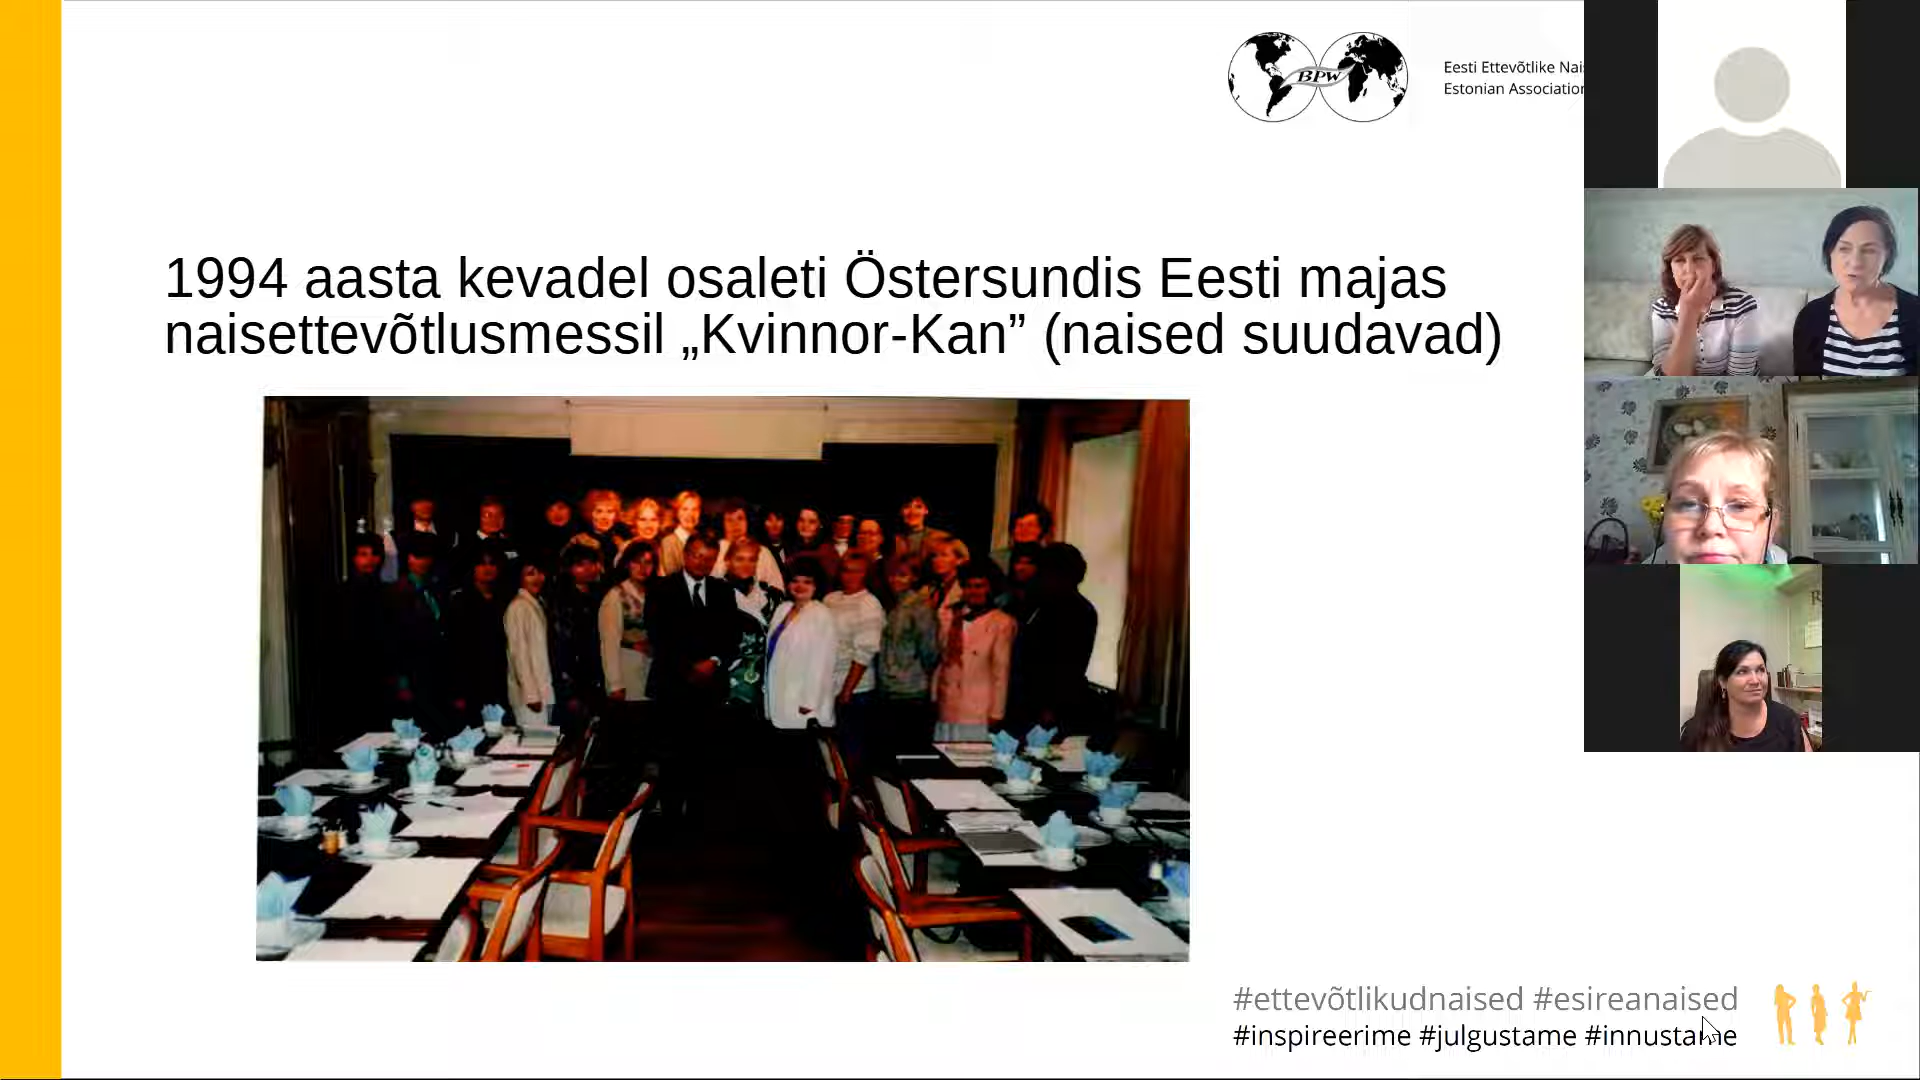 BPW
Eesti Ettevõtlike Nai
Estonian Association
1994 aasta kevadel osaleti Östersundis Eesti majas
naisettevõtlusmessil „Kvinnor-Kan” (naised suudavad)
#ettevõtlikudnaised #esireanaised
#inspireerime #julgustame #innustame